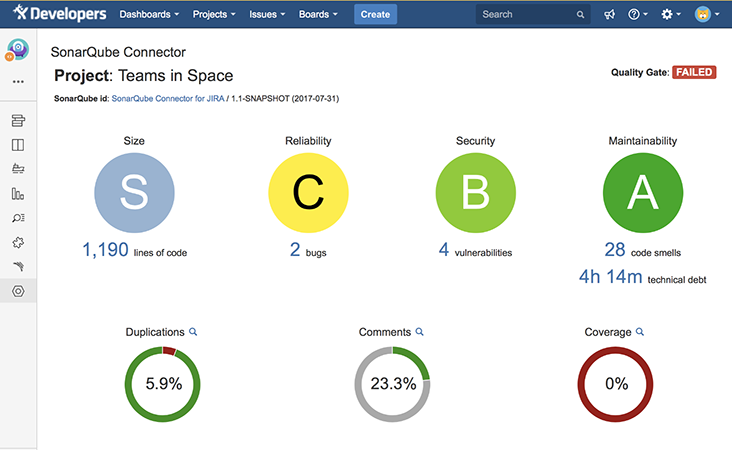 Developers Dashboards Projects Issues Boards Create Search
SonarQube Connector
Project: Teams in Space
Quality Gate: FAILED
SonarQube id: SonarQube Connector for JIRA / 1.1-SNAPSHOT (2017-07-31)
Size Reliability Security Maintainability
S C B A
1,190 lines of code 2 bugs 4 vulnerabilities 28 code smells
4h 14m technical debt
Duplications Comments Coverage
5.9% 23.3% 0%